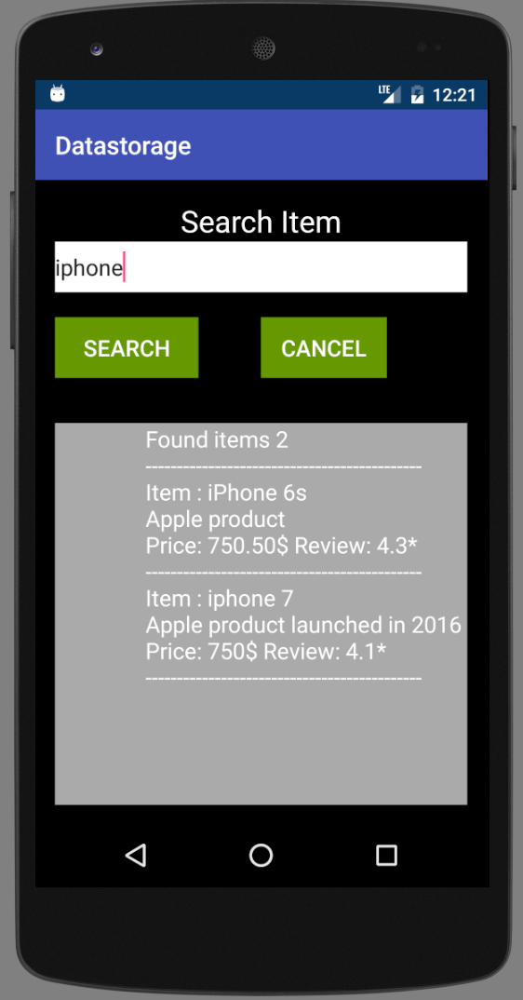 LTE 12:21
Datastorage
Search Item
iphone
SEARCH CANCEL
Found items 2
--------------------------------------------
Item : iPhone 6s
Apple product
Price: 750.50$ Review: 4.3*
--------------------------------------------
Item : iphone 7
Apple product launched in 2016
Price: 750$ Review: 4.1*
--------------------------------------------